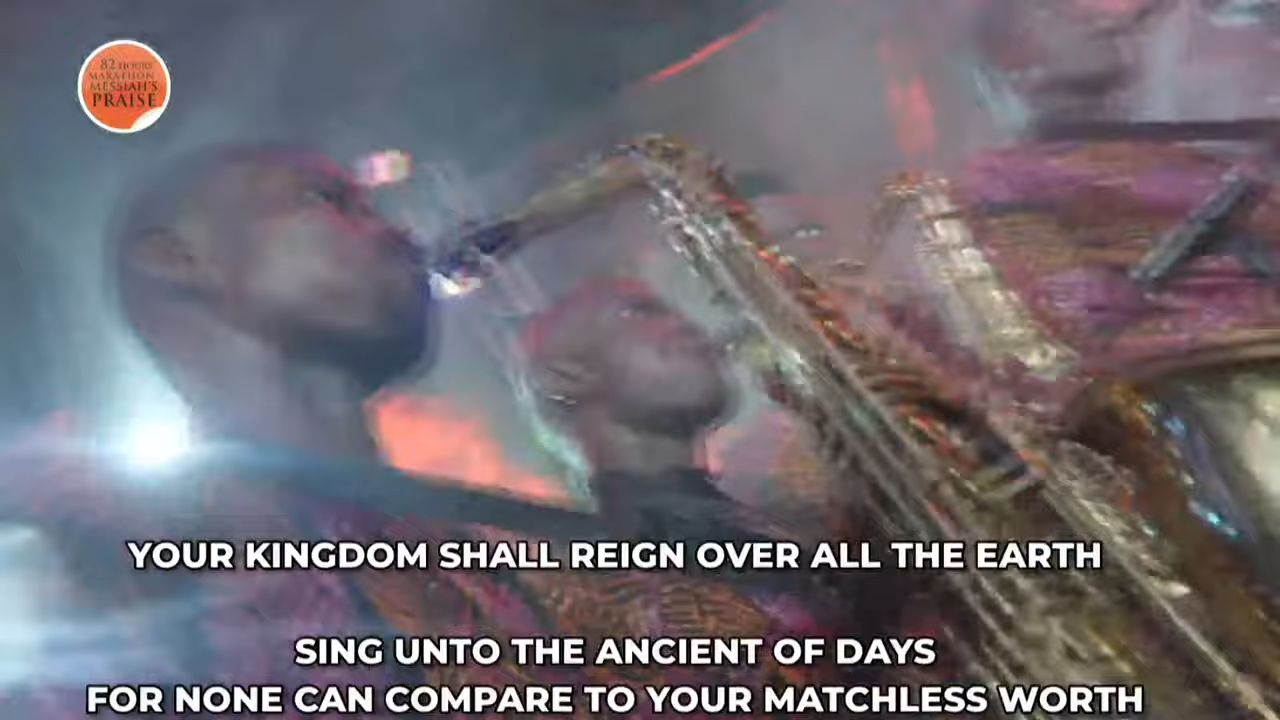 82 HOURS
MARATHON
MESSIAH'S
PRAISE
YOUR KINGDOM SHALL REIGN OVER ALL THE EARTH
SING UNTO THE ANCIENT OF DAYS
FOR NONE CAN COMPARE TO YOUR MATCHLESS WORTH